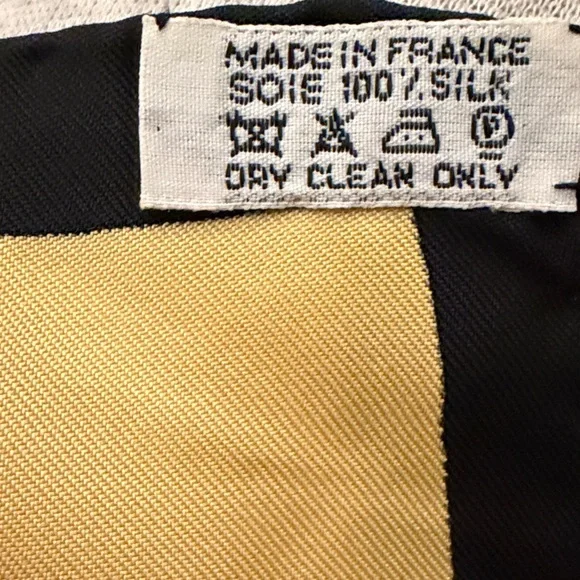 MADE IN FRANCE
SOIE 100% SILK
P
DRY CLEAN ONLY